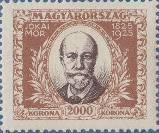 MAGYARORSZÁG
JÓKAI MÓR
1825 1925
KORONA 2000 KORONA